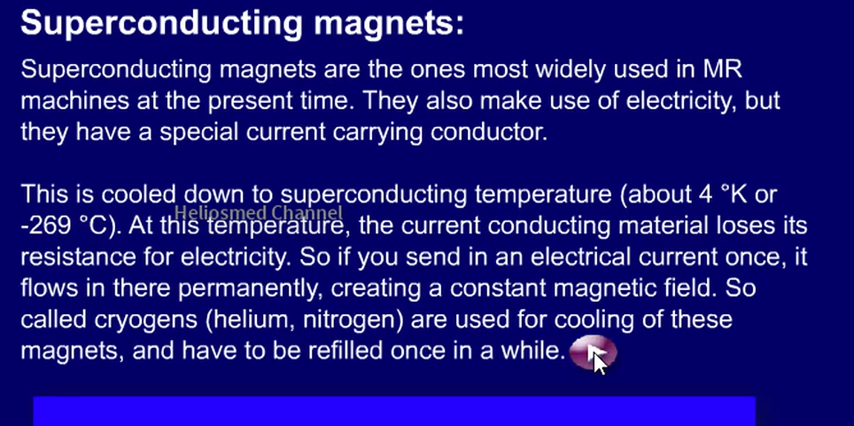 Superconducting magnets:
Superconducting magnets are the ones most widely used in MR
machines at the present time. They also make use of electricity, but
they have a special current carrying conductor.
This is cooled down to superconducting temperature (about 4 °K or
Heliosmed Channel
-269 °C). At this temperature, the current conducting material loses its
resistance for electricity. So if you send in an electrical current once, it
flows in there permanently, creating a constant magnetic field. So
called cryogens (helium, nitrogen) are used for cooling of these
magnets, and have to be refilled once in a while.